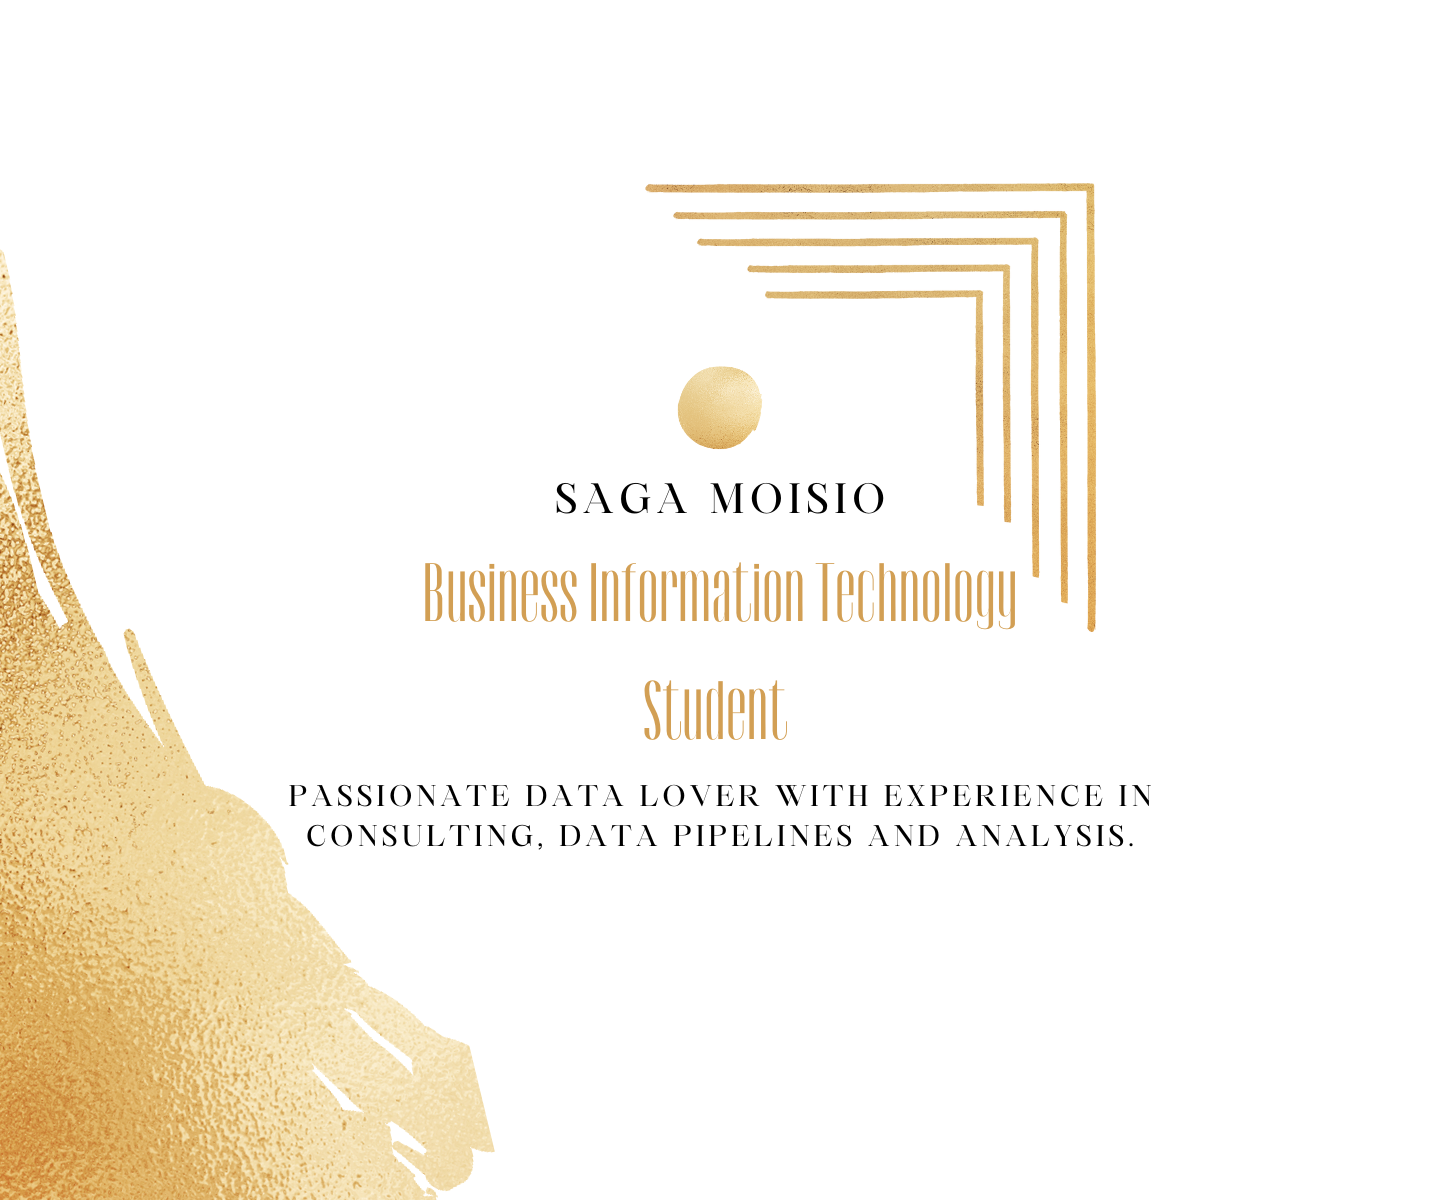 SAGA MOISIO
Business Information Technology
Student
PASSIONATE DATA LOVER WITH EXPERIENCE IN
CONSULTING, DATA PIPELINES AND ANALYSIS.